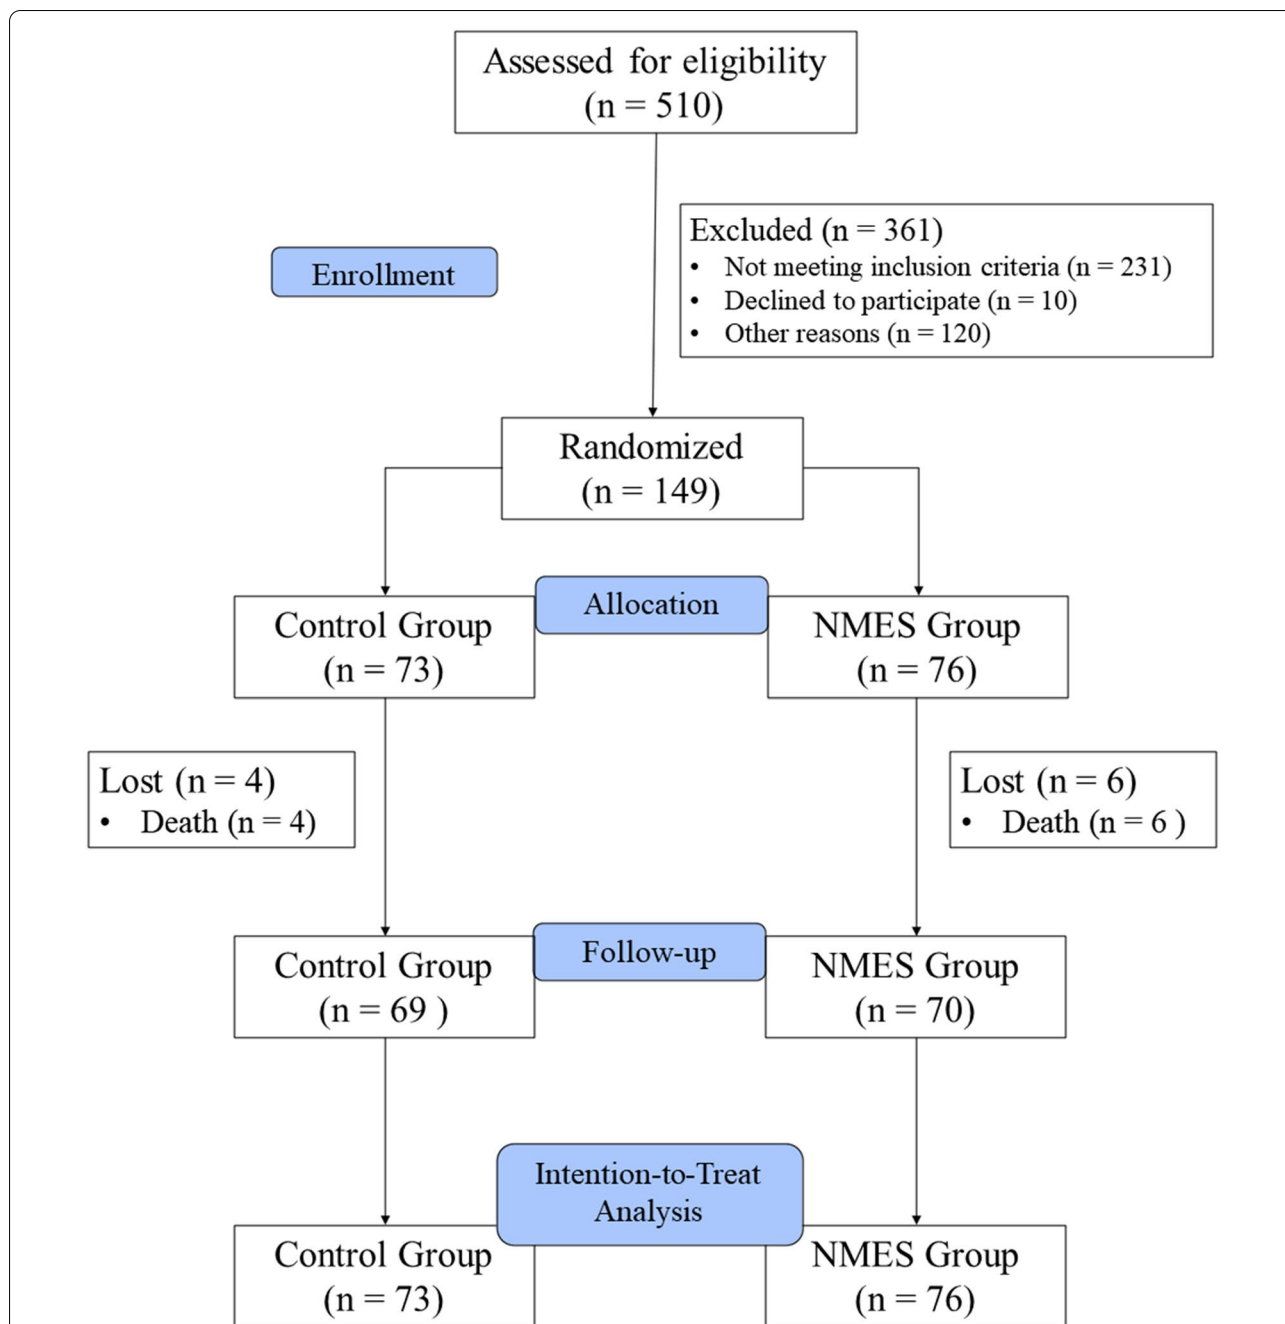 Assessed for eligibility
(n = 510)
Excluded (n = 361)
• Not meeting inclusion criteria (n = 231)
• Declined to participate (n = 10)
• Other reasons (n = 120)
Enrollment
Randomized
(n = 149)
Allocation
Control Group
(n = 73)
NMES Group
(n = 76)
Lost (n = 4)
• Death (n = 4)
Lost (n = 6)
• Death (n = 6 )
Follow-up
Control Group
(n = 69 )
NMES Group
(n = 70)
Intention-to-Treat
Analysis
Control Group
(n = 73)
NMES Group
(n = 76)